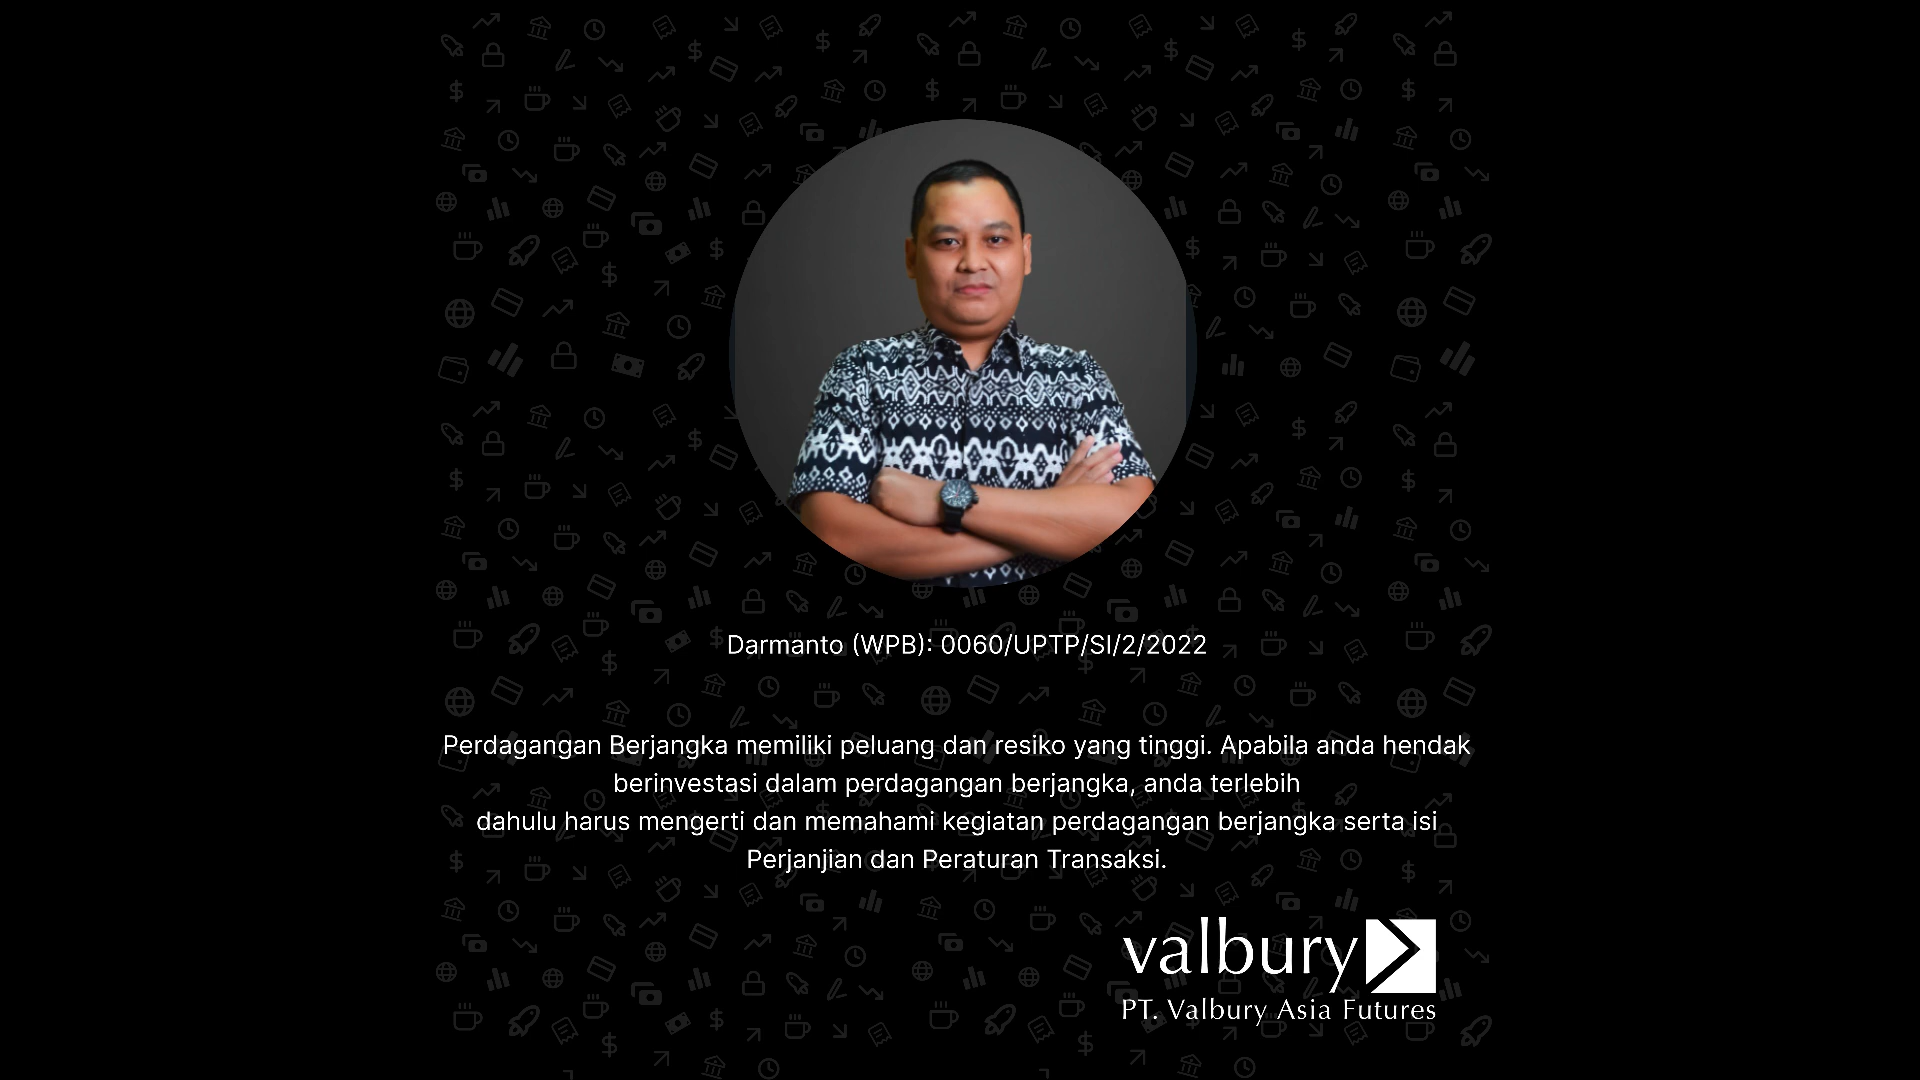 Darmanto (WPB): 0060/UPTP/SI/2/2022
Perdagangan Berjangka memiliki peluang dan resiko yang tinggi. Apabila anda hendak
berinvestasi dalam perdagangan berjangka, anda terlebih
dahulu harus mengerti dan memahami kegiatan perdagangan berjangka serta isi
Perjanjian dan Peraturan Transaksi.
valbury
PT. Valbury Asia Futures